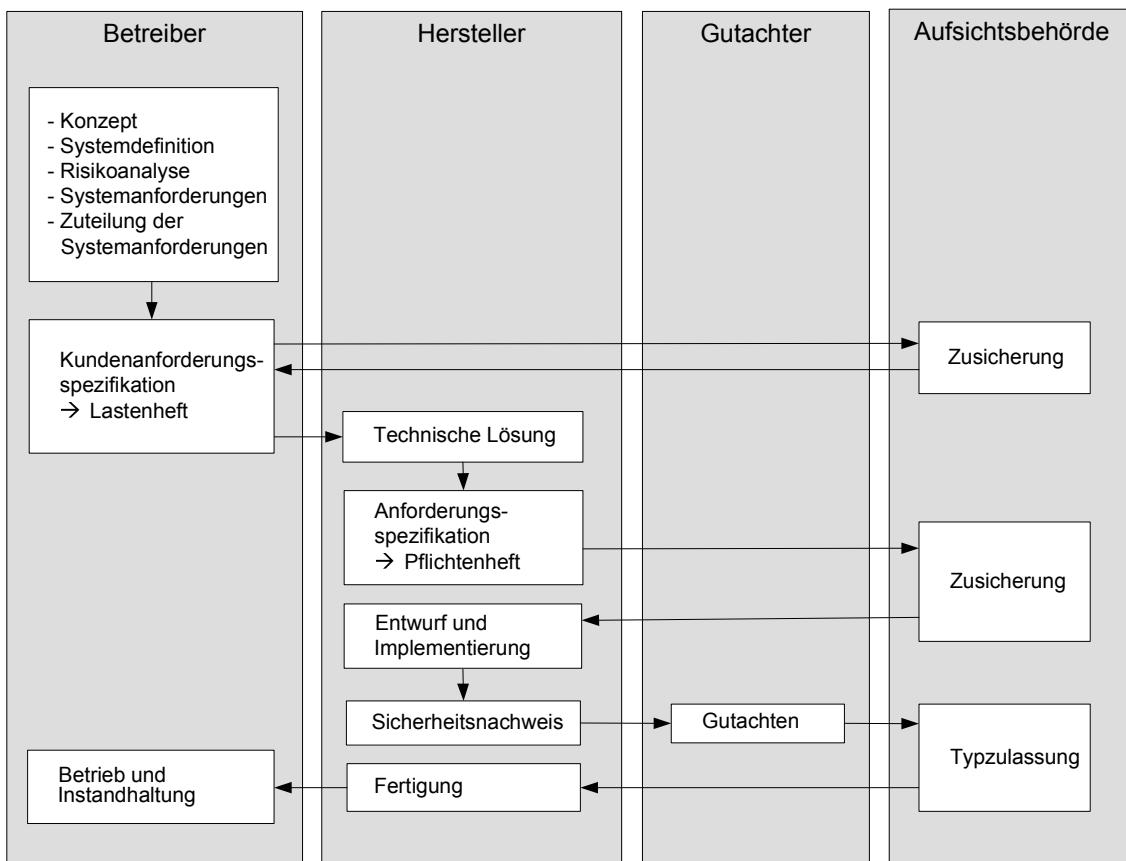 Betreiber
Hersteller
Gutachter
Aufsichtsbehörde
- Konzept
- Systemdefinition
- Risikoanalyse
- Systemanforderungen
- Zuteilung der
Systemanforderungen
Kundenanforderungs-
spezifikation
→ Lastenheft
Zusicherung
Technische Lösung
Anforderungs-
spezifikation
→ Pflichtenheft
Zusicherung
Entwurf und
Implementierung
Sicherheitsnachweis
Gutachten
Typzulassung
Fertigung
Betrieb und
Instandhaltung